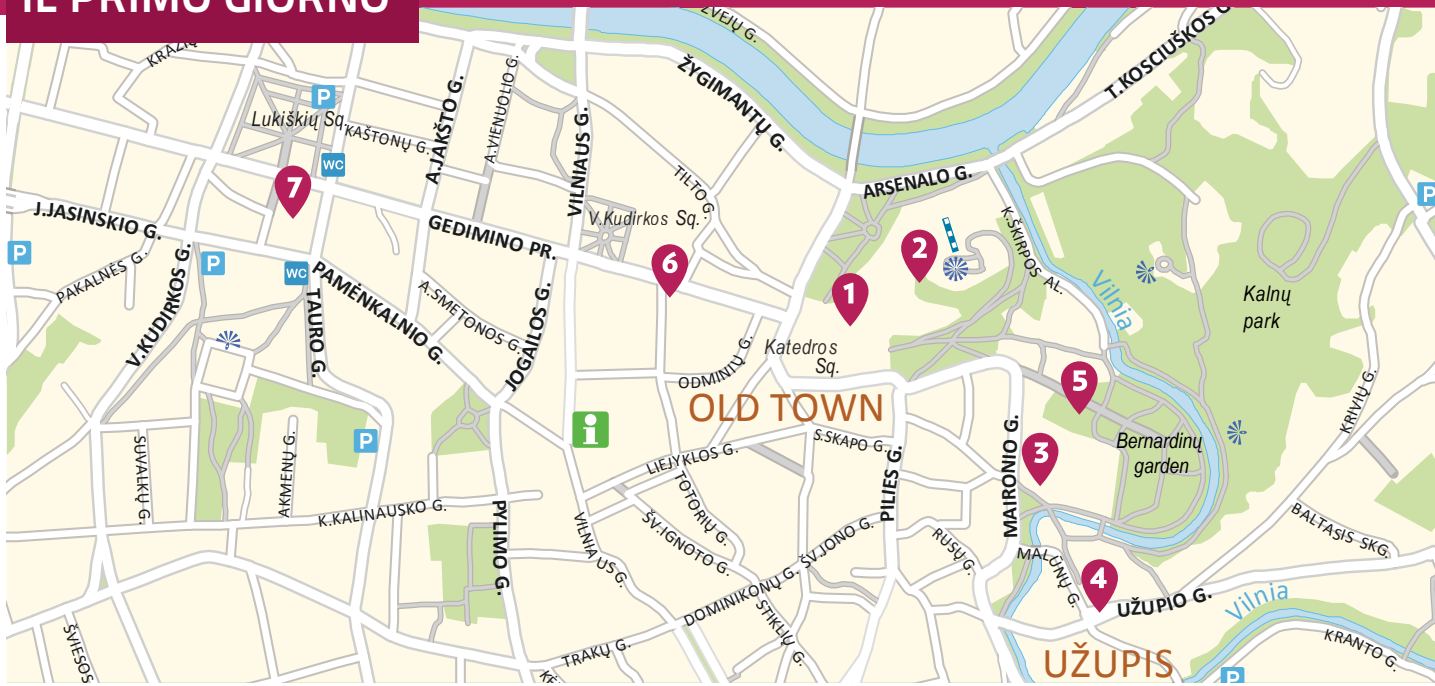 IL PRIMO GIORNO
ŽVEJŲ G.
T.KOSCIUŠKOS G.
KRAŽIŲ
ŽYGIMANTŲ G.
P
Lukiškių Sq.
KAŠTONŲ G.
A.JAKŠTO G.
A.VIENUOLIO G.
VILNIAUS G.
WC
7
TILTO G.
ARSENALO G.
P
J.JASINSKIO G.
V.Kudirkos Sq.
K.ŠKIRPOS AL.
GEDIMINO PR.
P
P
WC
6
2
1
Vilnia
Kalnų
park
PAKALNĖS G.
V.KUDIRKOS G.
TAURO G.
PAMĖNKALNIO G.
A.SMETONOS G.
JOGAILOS G.
Katedros
Sq.
ODMINIŲ G.
OLD TOWN
5
KRIVIŲ G.
i
P
S.SKAPO G.
Bernardinų
garden
SUVALKŲ G.
AKMENŲ G.
LIEJYKLOS G.
3
PILIES G.
MAIRONIO G.
K.KALINAUSKO G.
TOTORIŲ G.
PYLIMO G.
VILNIAUS G.
ŠV.IGNOTO G.
ŠV.JONO G.
RUSŲ G.
BALTASIS SKG.
MALŪNŲ G.
4
DOMINIKONŲ G.
UŽUPIO G.
Vilnia
STIKLIŲ G.
ŠVIESOS
TRAKŲ G.
KRANTO G.
UŽUPIS
P